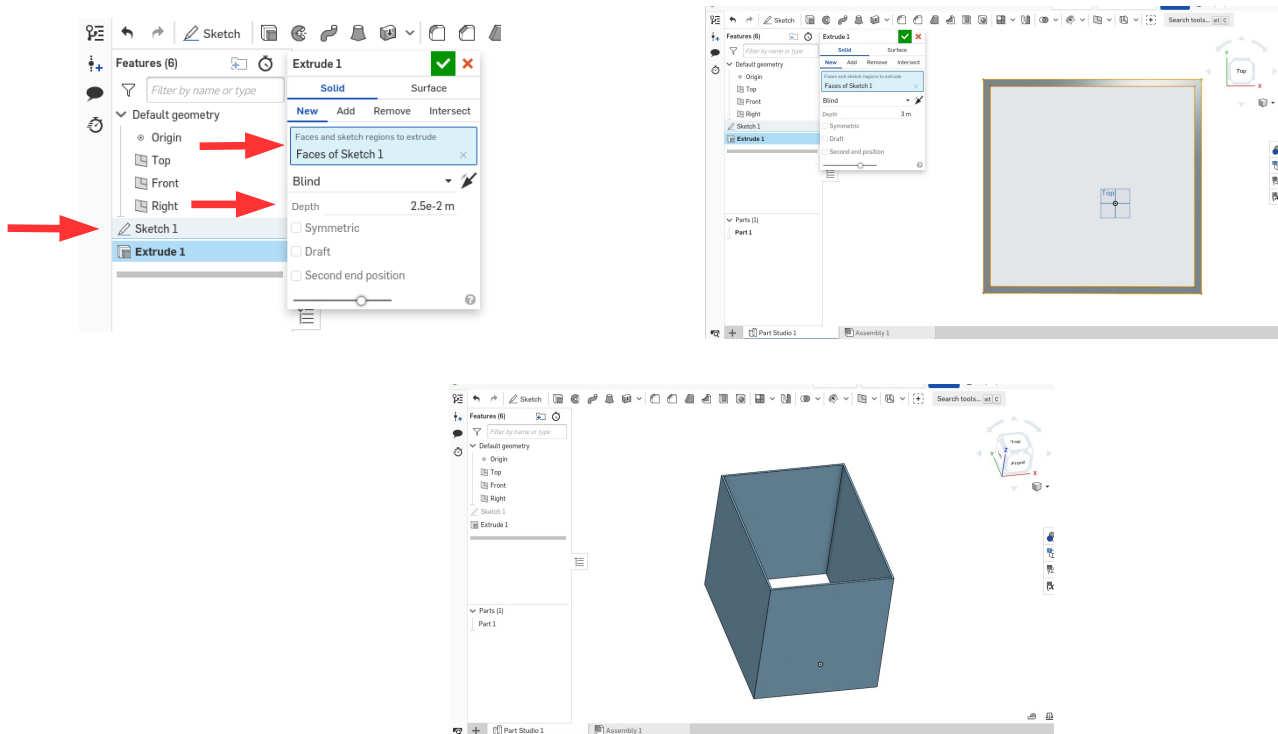 Sketch
Features (6)
Filter by name or type
Default geometry
Origin
Top
Front
Right
Sketch 1
Extrude 1
Extrude 1
Solid
Surface
New
Add
Remove
Intersect
Faces and sketch regions to extrude
Faces of Sketch 1
Blind
Depth
2.5e-2 m
Symmetric
Draft
Second end position
Sketch
Search tools... alt C
Features (6)
Filter by name or type
Default geometry
Origin
Top
Front
Right
Sketch 1
Extrude 1
Parts (1)
Part 1
Extrude 1
Solid
Surface
New
Add
Remove
Intersect
Faces and sketch regions to extrude
Faces of Sketch 1
Blind
Depth
3 m
Symmetric
Draft
Second end position
Top
Y
Top
X
Part Studio 1
Assembly 1
Sketch
Search tools... alt C
Features (6)
Filter by name or type
Default geometry
Origin
Top
Front
Right
Sketch 1
Extrude 1
Parts (1)
Part 1
Top
Z
Y
Front
X
Part Studio 1
Assembly 1